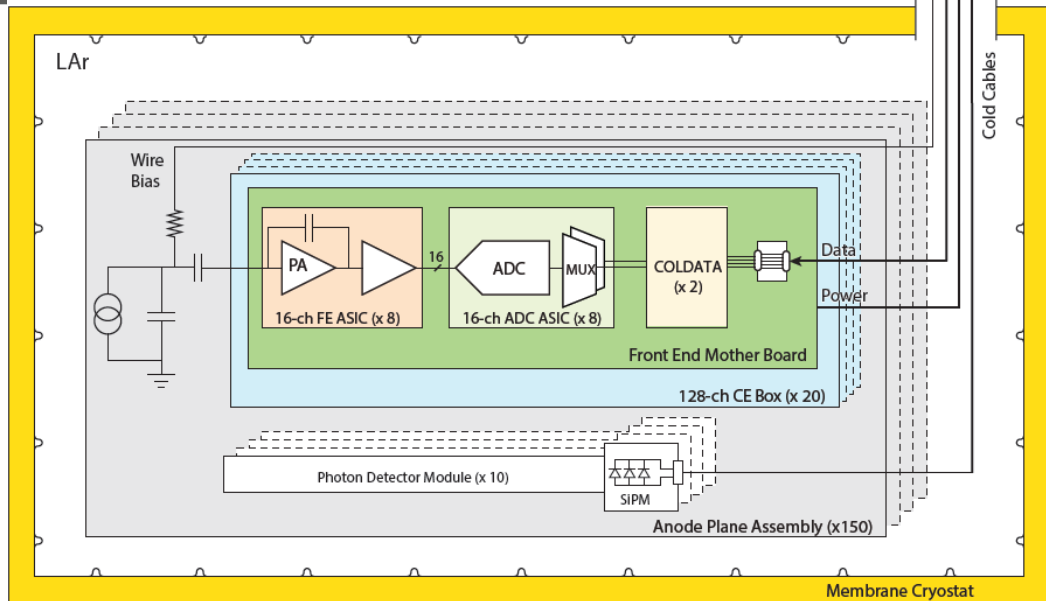 LAr
Cold Cables
Wire
Bias
PA
16
ADC
MUX
COLDATA
(x 2)
Data
Power
16-ch FE ASIC (x 8)
16-ch ADC ASIC (x 8)
Front End Mother Board
128-ch CE Box (x 20)
Photon Detector Module (x 10)
SiPM
Anode Plane Assembly (x150)
Membrane Cryostat